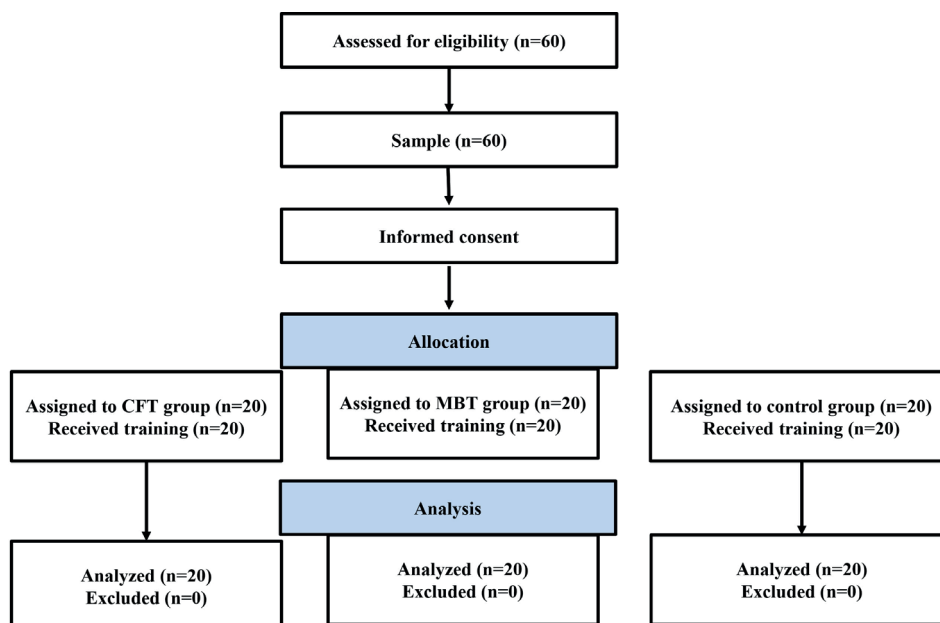 Assessed for eligibility (n=60)
Sample (n=60)
Informed consent
Allocation
Assigned to CFT group (n=20)
Received training (n=20)
Assigned to MBT group (n=20)
Received training (n=20)
Assigned to control group (n=20)
Received training (n=20)
Analysis
Analyzed (n=20)
Excluded (n=0)
Analyzed (n=20)
Excluded (n=0)
Analyzed (n=20)
Excluded (n=0)